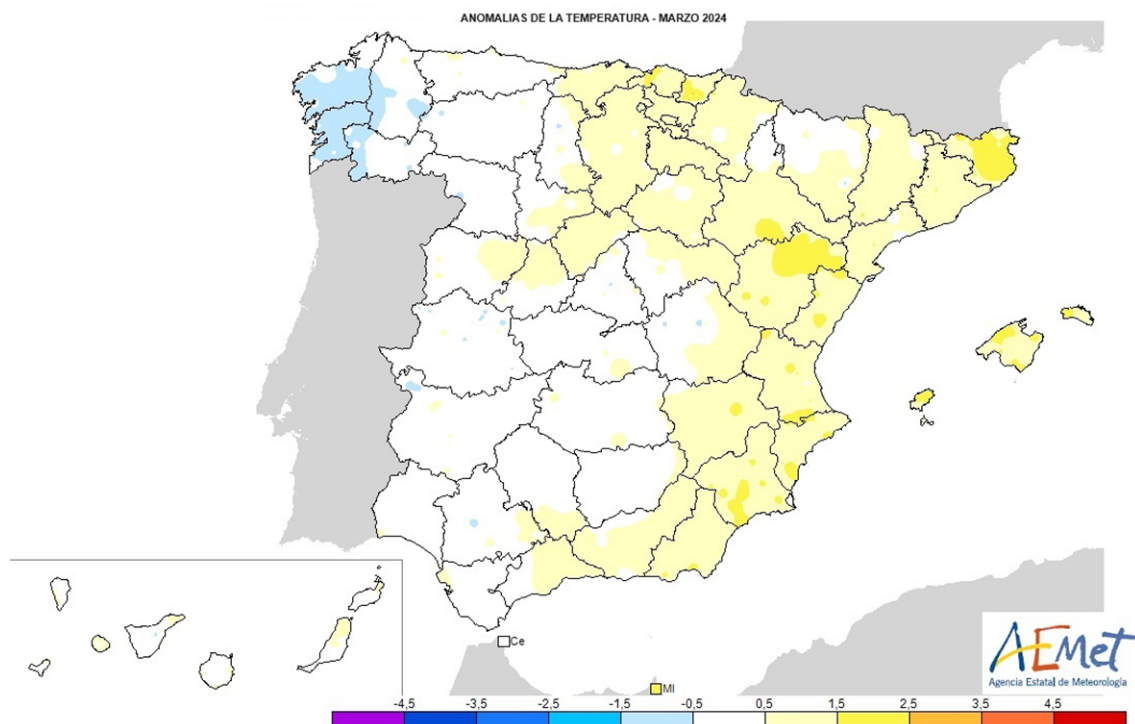 ANOMALIAS DE LA TEMPERATURA - MARZO 2024
Ce
Ml
AEMet
Agencia Estatal de Meteorología
-4,5 -3,5 -2,5 -1,5 -0,5 0,5 1,5 2,5 3,5 4,5